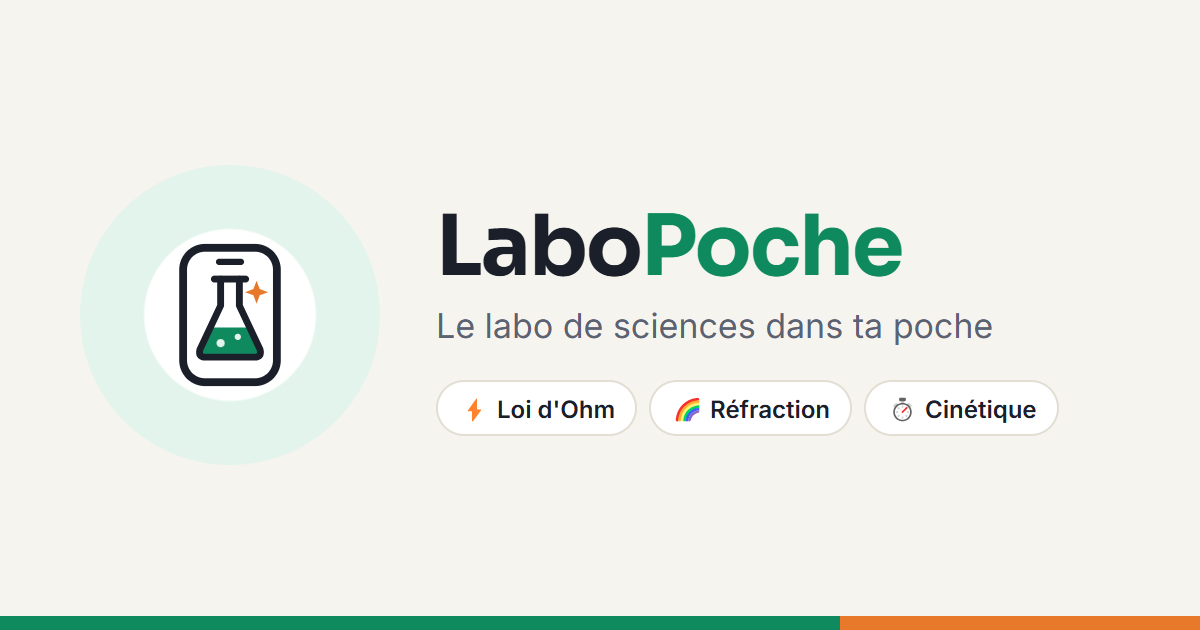 LaboPoche
Le labo de sciences dans ta poche
Loi d'Ohm
Réfraction
Cinétique